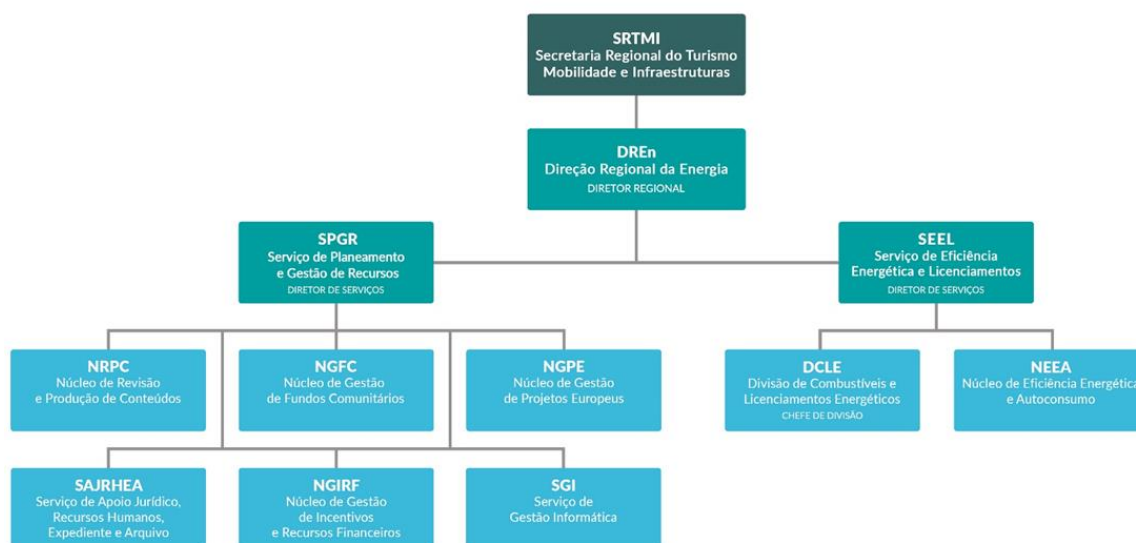 SRTMI
Secretaria Regional do Turismo
Mobilidade e Infraestruturas
DREn
Direção Regional da Energia
DIRETOR REGIONAL
SPGR
Serviço de Planeamento
e Gestão de Recursos
DIRETOR DE SERVIÇOS
SEEL
Serviço de Eficiência
Energética e Licenciamentos
DIRETOR DE SERVIÇOS
NRPC
Núcleo de Revisão
e Produção de Conteúdos
NGFC
Núcleo de Gestão
de Fundos Comunitários
NGPE
Núcleo de Gestão
de Projetos Europeus
DCLE
Divisão de Combustíveis e
Licenciamentos Energéticos
CHEFE DE DIVISÃO
NEEA
Núcleo de Eficiência Energética
e Autoconsumo
SAJRHEA
Serviço de Apoio Jurídico,
Recursos Humanos,
Expediente e Arquivo
NGIRF
Núcleo de Gestão
de Incentivos
e Recursos Financeiros
SGI
Serviço de
Gestão Informática